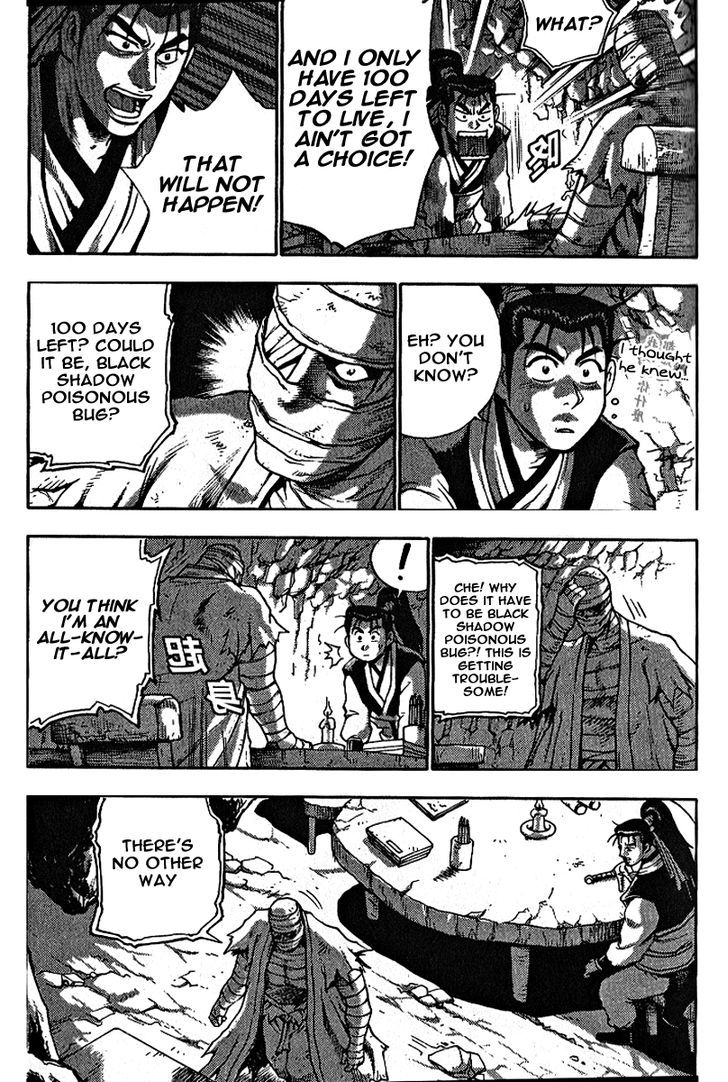 WHAT?
AND I ONLY
HAVE 100
DAYS LEFT
TO LIVE, I
AIN'T GOT
A CHOICE!
THAT
WILL NOT
HAPPEN!
I thought
he knew..
EH? YOU
DON'T
KNOW?
100 DAYS
LEFT? COULD
IT BE, BLACK
SHADOW
POISONOUS
BUG?
CHE! WHY
DOES IT HAVE
TO BE BLACK
SHADOW
POISONOUS
BUG?! THIS IS
GETTING
TROUBLE-
SOME!
!
YOU THINK
I'M AN
ALL-KNOW-
IT-ALL?
THERE'S
NO OTHER
WAY